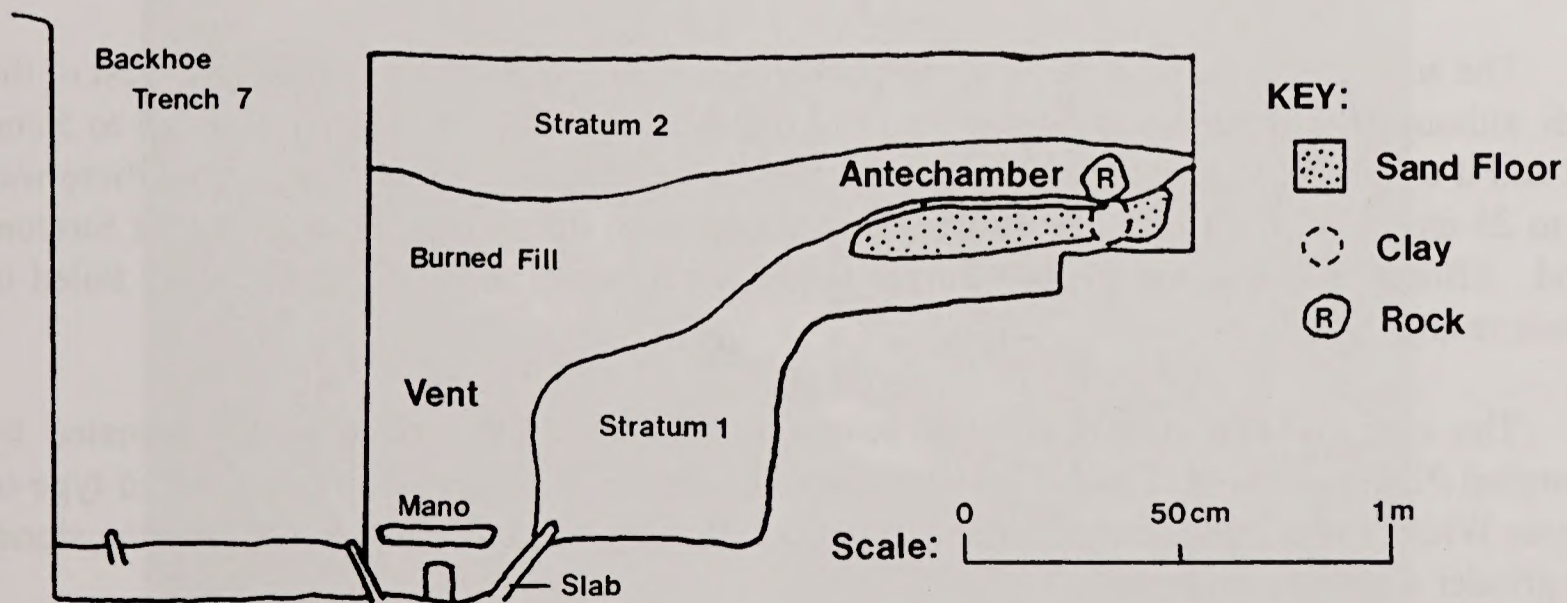 Backhoe
Trench 7
Stratum 2
Antechamber
R
Burned Fill
Vent
Stratum 1
Mano
Slab
KEY:
Sand Floor
Clay
R Rock
0 50cm 1m
Scale: